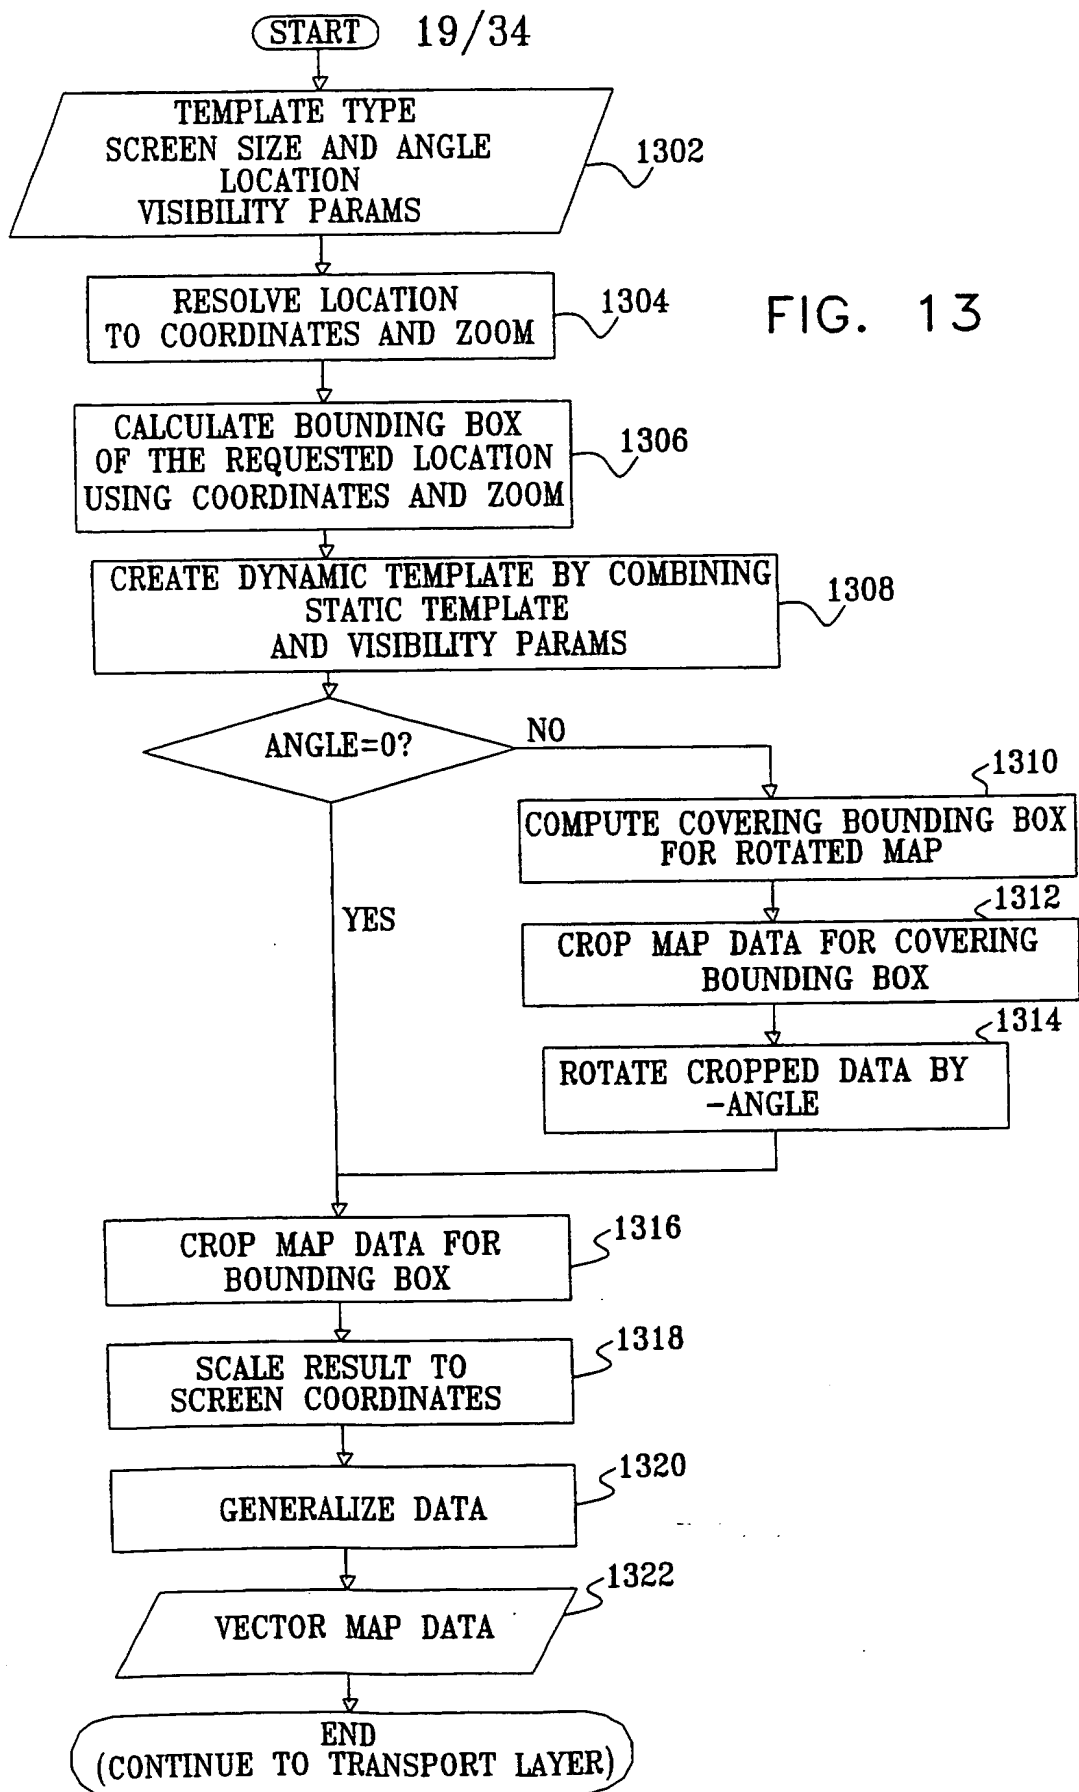 START
19/34
TEMPLATE TYPE
SCREEN SIZE AND ANGLE
LOCATION
VISIBILITY PARAMS
1302
RESOLVE LOCATION
TO COORDINATES AND ZOOM
1304
FIG. 13
CALCULATE BOUNDING BOX
OF THE REQUESTED LOCATION
USING COORDINATES AND ZOOM
1306
CREATE DYNAMIC TEMPLATE BY COMBINING
STATIC TEMPLATE
AND VISIBILITY PARAMS
1308
ANGLE=0?
NO
1310
COMPUTE COVERING BOUNDING BOX
FOR ROTATED MAP
YES
1312
CROP MAP DATA FOR COVERING
BOUNDING BOX
1314
ROTATE CROPPED DATA BY
-ANGLE
CROP MAP DATA FOR
BOUNDING BOX
1316
SCALE RESULT TO
SCREEN COORDINATES
1318
GENERALIZE DATA
1320
VECTOR MAP DATA
1322
END
(CONTINUE TO TRANSPORT LAYER)